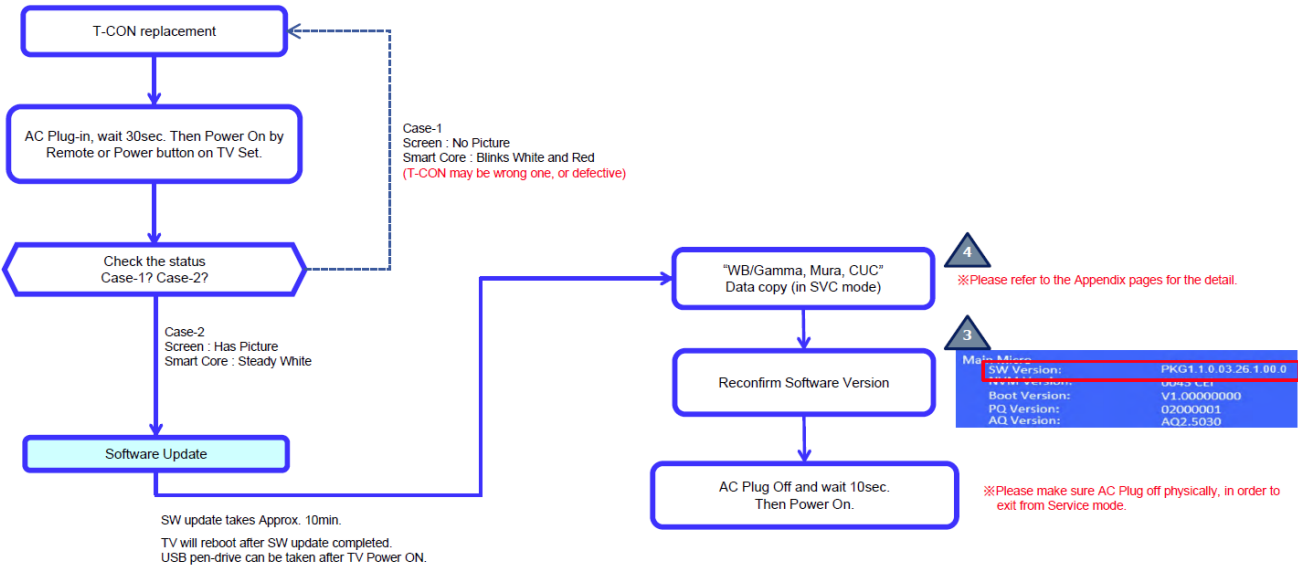 T-CON replacement
AC Plug-in, wait 30sec. Then Power On by
Remote or Power button on TV Set.
Case-1
Screen : No Picture
Smart Core : Blinks White and Red
(T-CON may be wrong one, or defective)
Check the status
Case-1? Case-2?
Case-2
Screen : Has Picture
Smart Core : Steady White
Software Update
SW update takes Approx. 10min.
TV will reboot after SW update completed.
USB pen-drive can be taken after TV Power ON.
“WB/Gamma, Mura, CUC”
Data copy (in SVC mode)
4
※Please refer to the Appendix pages for the detail.
Reconfirm Software Version
3
Main Micro
SW Version: PKG1.1.0.03.26.1.00.0
NVM Version: 0045 CEI
Boot Version: V1.00000000
PQ Version: 02000001
AQ Version: AQ2.5030
AC Plug Off and wait 10sec.
Then Power On.
※Please make sure AC Plug off physically, in order to
exit from Service mode.